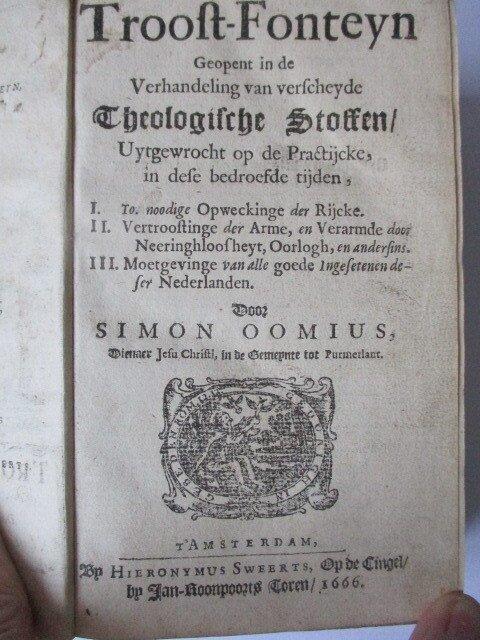 Trooſt-Fonteyn
Geopent in de
Verhandeling van verſcheyde
Theologiſche Stoffen/
Uytgewrocht op de Practijcke,
in deſe bedroefde tijden,
I. To. noodige Opweckinge der Rijcke.
II. Vertrooſtinge der Arme, en Verarmde door
Neeringhlooſheyt, Oorlogh, en anderſins.
III. Moetgevinge van alle goede Ingeſetenen de-
ſer Nederlanden.
Door
SIMON OOMIUS,
Dienaer Jeſu Chriſti, in de Gemeynte tot Purmerlant.
T'AMSTERDAM,
By HIERONYMUS SWEERTS, Op de Cingel/
by Jan-Roonpoorts Toren/ 1666.